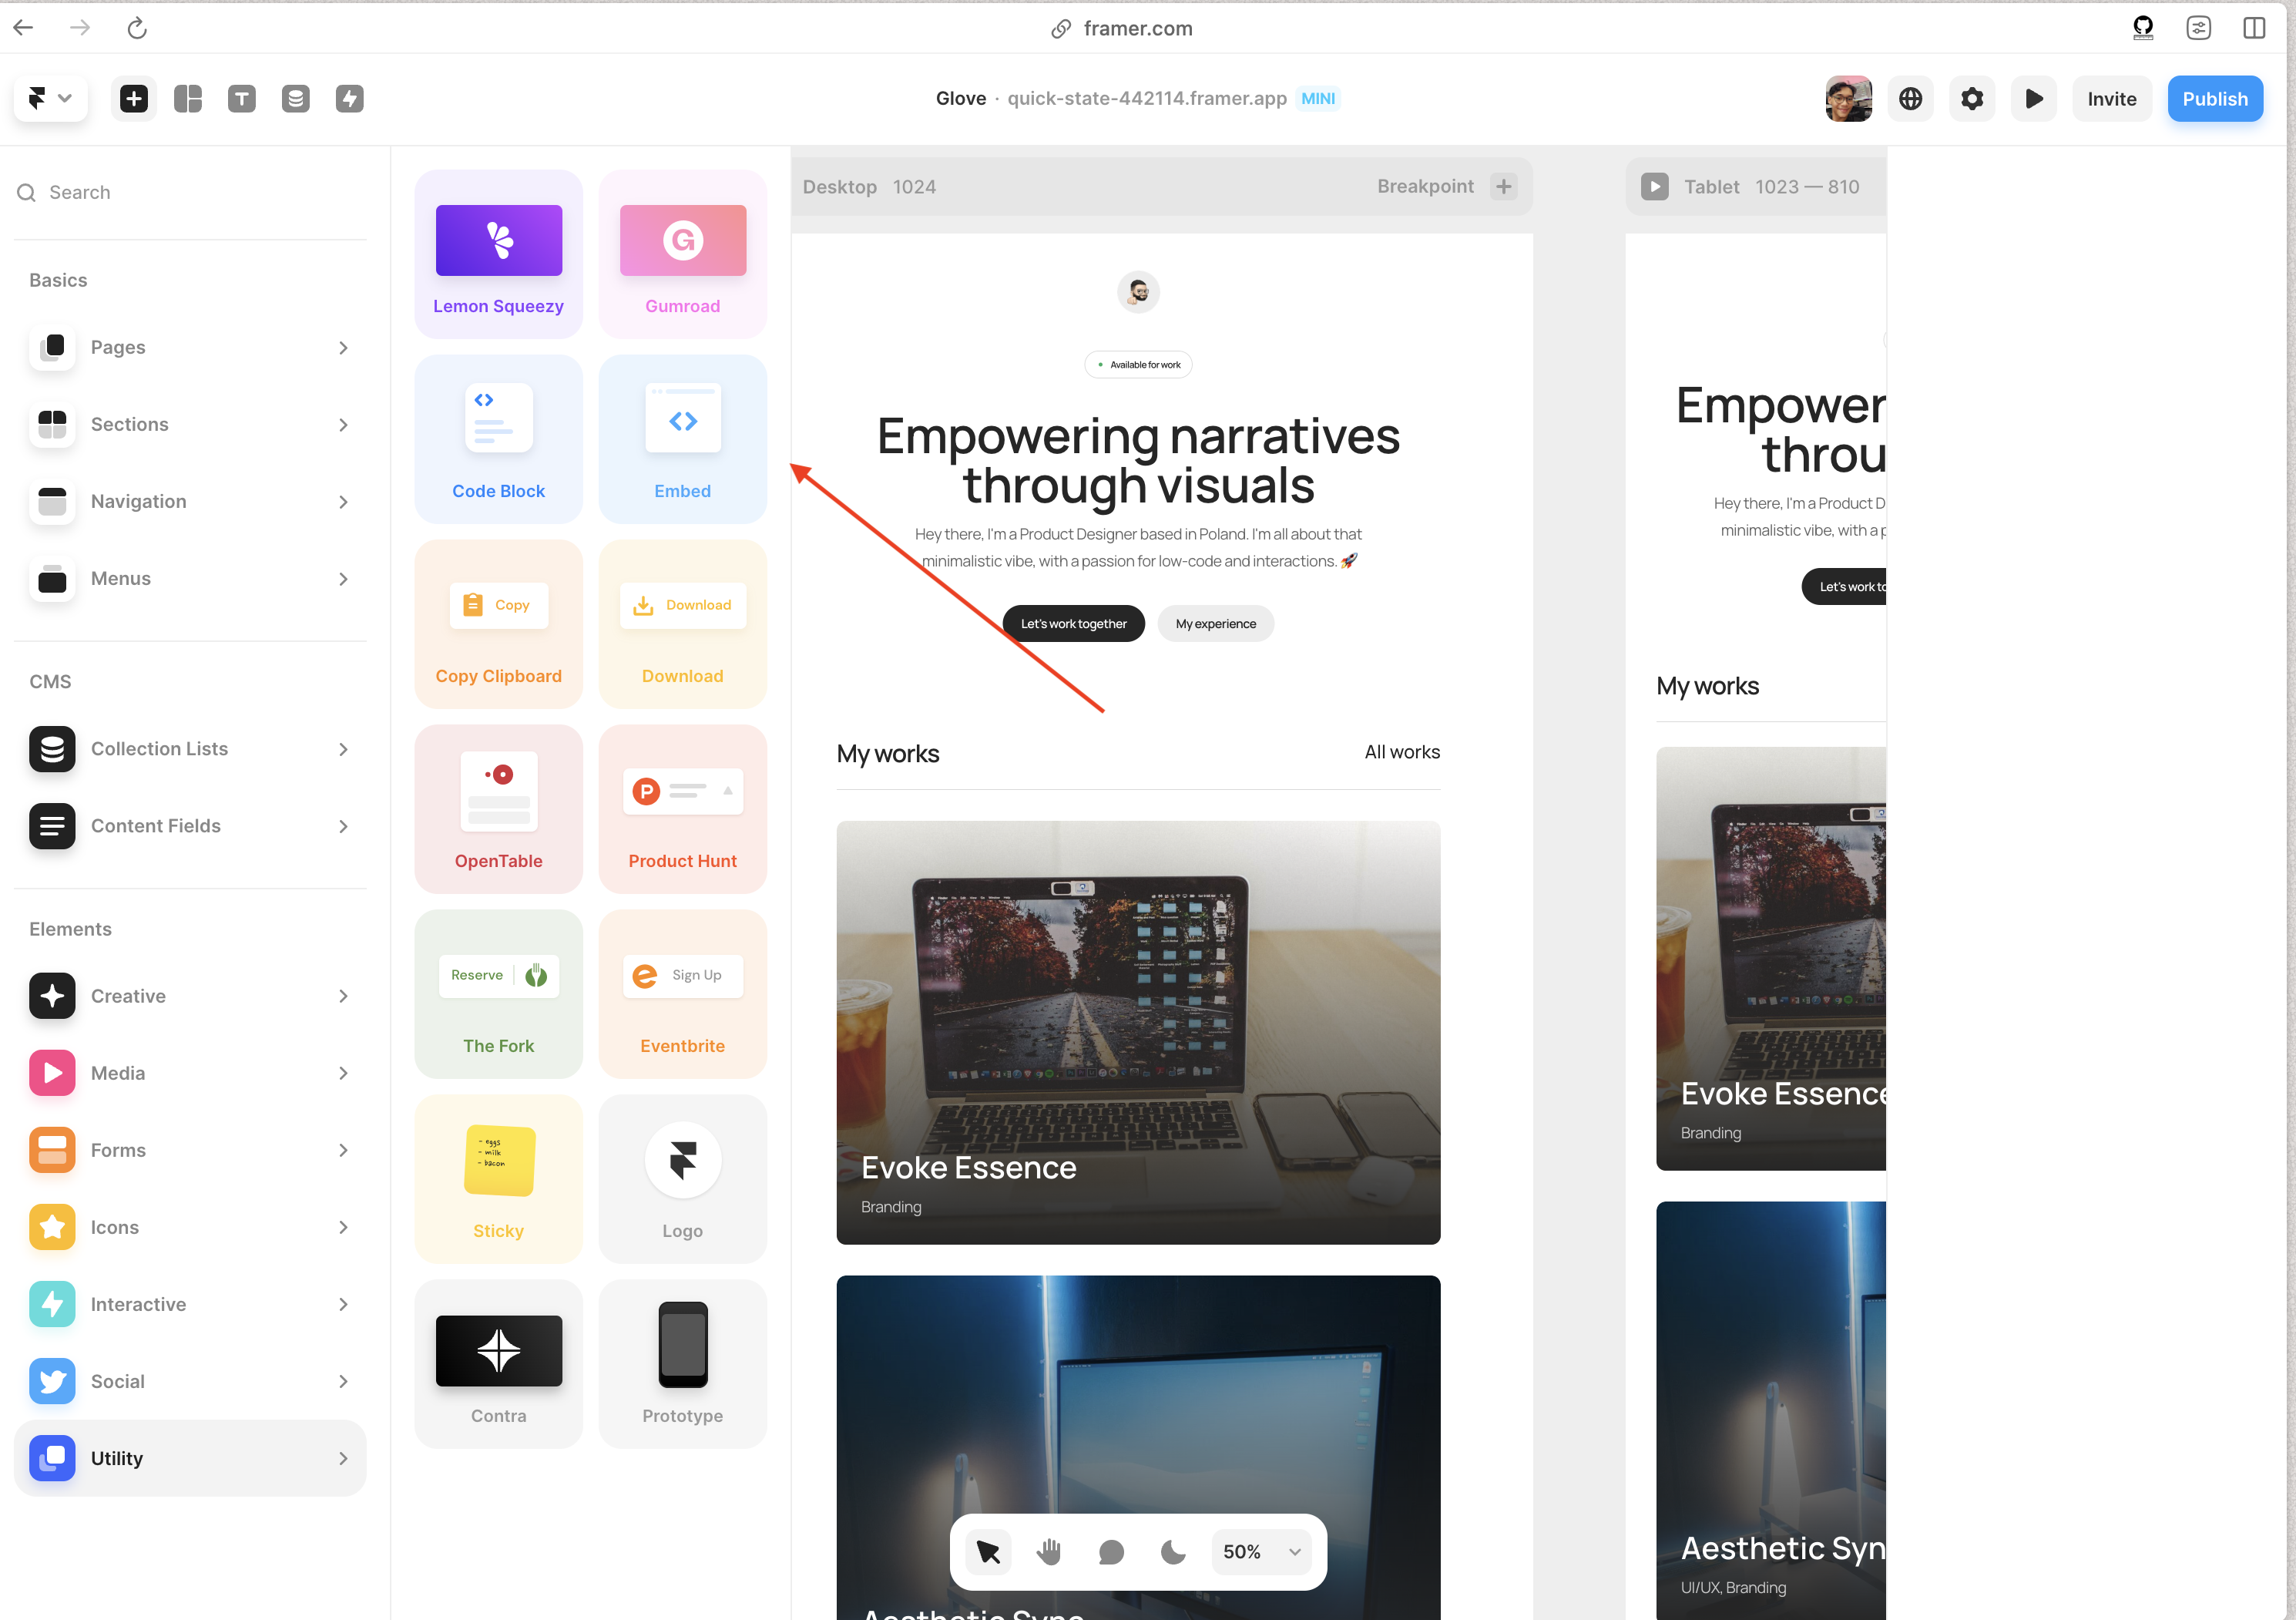 framer.com
Glove · quick-state-442114.framer.app MINI
Invite
Publish
Search
Basics
Pages
Sections
Navigation
Menus
CMS
Collection Lists
Content Fields
Elements
Creative
Media
Forms
Icons
Interactive
Social
Utility
Lemon Squeezy
G
Gumroad
Code Block
Embed
Copy
Copy Clipboard
Download
Download
OpenTable
P
Product Hunt
Reserve
The Fork
Sign Up
Eventbrite
- eggs
- milk
- bacon
Sticky
Logo
Contra
Prototype
Desktop 1024
Breakpoint
Available for work
Empowering narratives
through visuals
Hey there, I'm a Product Designer based in Poland. I'm all about that
minimalistic vibe, with a passion for low-code and interactions. 🚀
Let's work together
My experience
My works
All works
Evoke Essence
Branding
Aesthetic Sync
50%
Tablet 1023 — 810
Empower
throu
Hey there, I'm a Product D
minimalistic vibe, with a p
Let's work to
My works
Evoke Essence
Branding
Aesthetic Syn
UI/UX, Branding